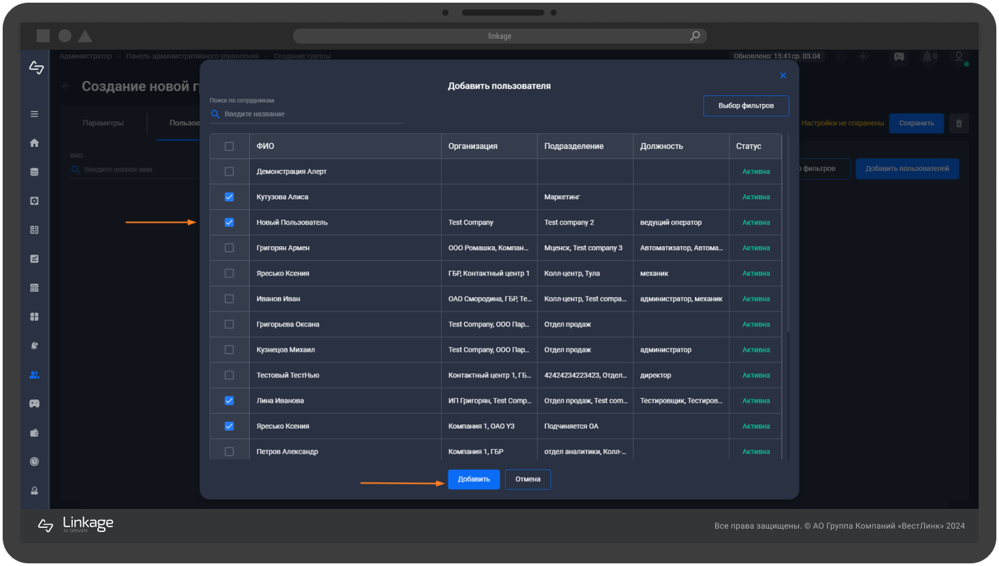 linkage
Администратор – Панель административного управления – Создание группы
Обновлено: 15:41 ср. 03.04
0
Создание новой г
Добавить пользователя
Поиск по сотрудникам
Введите название
Выбор фильтров
Параметры
Пользов
Настройки не сохранены
Сохранить
ФИО
Введите полное имя
фильтров
Добавить пользователей
ФИО Организация Подразделение Должность Статус
Демонстрация Алерт Активна
Кутузова Алиса Маркетинг Активна
Новый Пользователь Test Company Test company 2 ведущий оператор Активна
Григорян Армен ООО Ромашка, Компан... Мценск, Test company 3 Автоматизатор, Автома... Активна
Яресько Ксения ГБР, Контактный центр 1 Колл-центр, Тула механик Активна
Иванов Иван ОАО Смородина, ГБР, Те... Колл-центр, Test compa... администратор, механик Активна
Григорьева Оксана Test Company, ООО Пар... Отдел продаж Активна
Кузнецов Михаил Test Company, ООО Пар... Отдел продаж администратор Активна
Тестовый ТестНью Контактный центр 1, ГБ... 42424234223423, Отдел... директор Активна
Лина Иванова ИП Григорян, Test Comp... Отдел продаж, Test com... Тестировщик, Тестиров... Активна
Яресько Ксения Компания 1, ОАО УЗ Подчиняется ОА Активна
Петров Александр Компания 1, ГБР отдел аналитики, Колл-... Активна
Добавить
Отмена
Linkage
AI DRIVEN
Все права защищены. © АО Группа Компаний «ВестЛинк» 2024